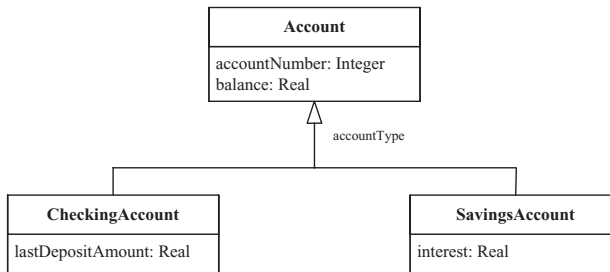 Account
accountNumber: Integer
balance: Real
accountType
CheckingAccount
lastDepositAmount: Real
SavingsAccount
interest: Real